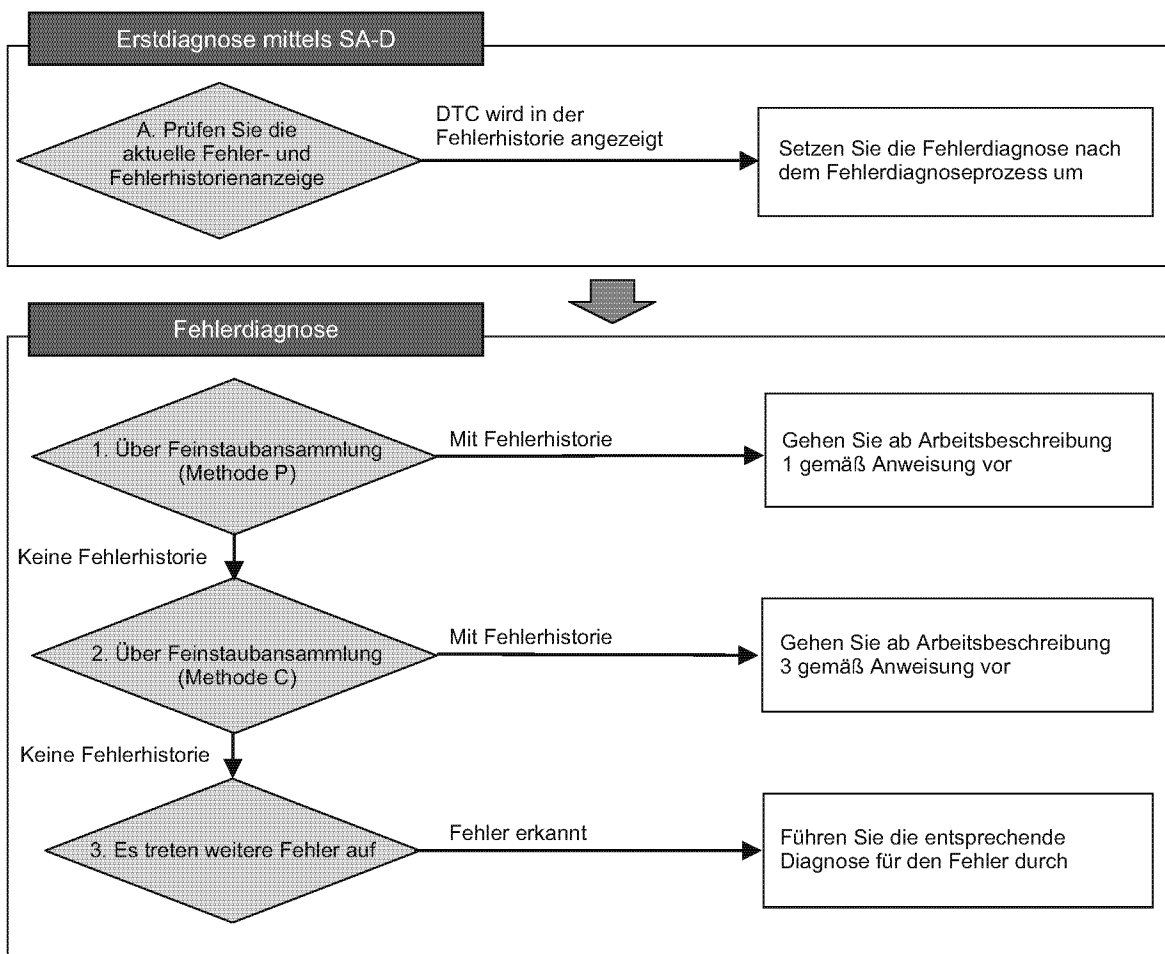 Erstdiagnose mittels SA-D
A. Prüfen Sie die
aktuelle Fehler- und
Fehlerhistorienanzeige
DTC wird in der
Fehlerhistorie angezeigt
Setzen Sie die Fehlerdiagnose nach
dem Fehlerdiagnoseprozess um
Fehlerdiagnose
1. Über Feinstaubansammlung
(Methode P)
Mit Fehlerhistorie
Gehen Sie ab Arbeitsbeschreibung
1 gemäß Anweisung vor
Keine Fehlerhistorie
2. Über Feinstaubansammlung
(Methode C)
Mit Fehlerhistorie
Gehen Sie ab Arbeitsbeschreibung
3 gemäß Anweisung vor
Keine Fehlerhistorie
3. Es treten weitere Fehler auf
Fehler erkannt
Führen Sie die entsprechende
Diagnose für den Fehler durch